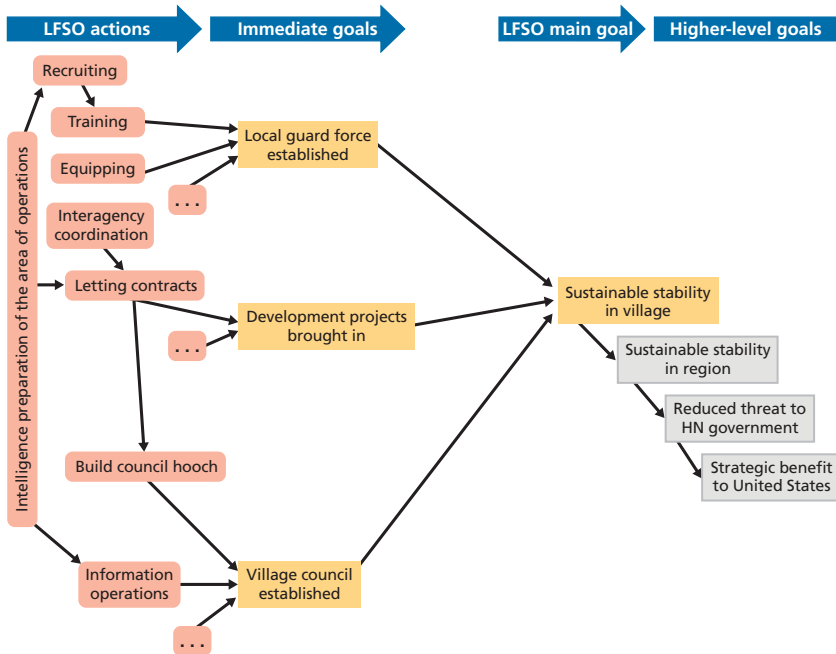 LFSO actions
Immediate goals
LFSO main goal
Higher-level goals
Recruiting
Training
Equipping
...
Local guard force
established
Intelligence preparation of the area of operations
Interagency
coordination
Letting contracts
...
Development projects
brought in
Build council hooch
Information
operations
...
Village council
established
Sustainable stability
in village
Sustainable stability
in region
Reduced threat to
HN government
Strategic benefit
to United States